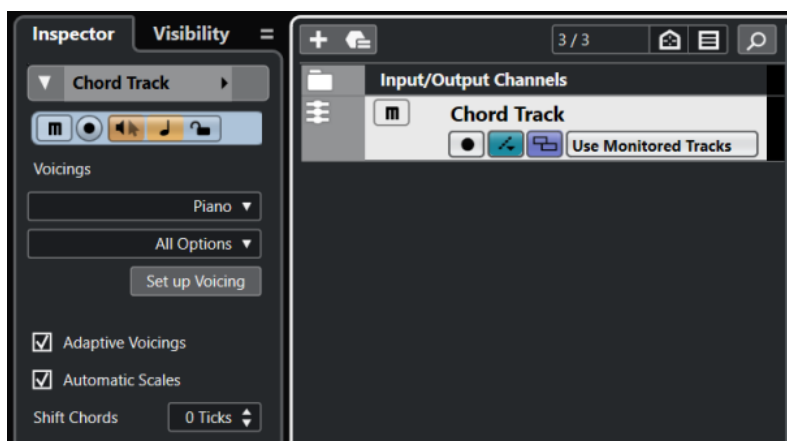 Inspector Visibility
Chord Track
m
Voicings
Piano
All Options
Set up Voicing
Adaptive Voicings
Automatic Scales
Shift Chords 0 Ticks
3 / 3
Input/Output Channels
m Chord Track
Use Monitored Tracks